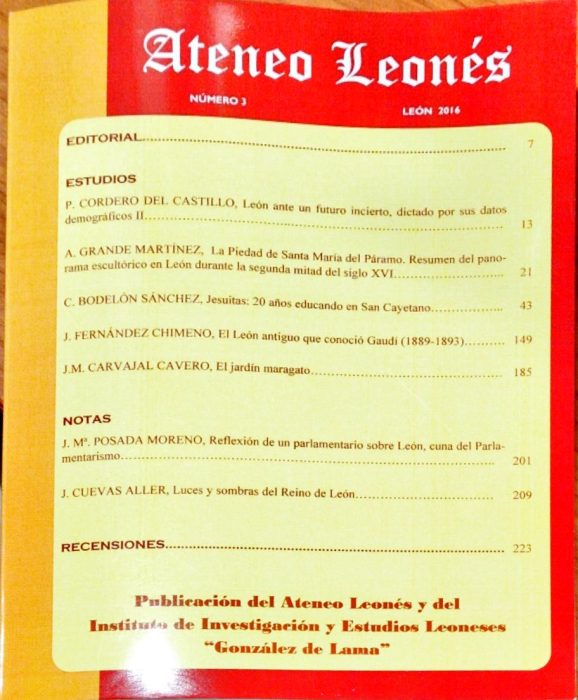 Ateneo Leonés
NÚMERO 3 LEÓN 2016
EDITORIAL.......... 7
ESTUDIOS
P. CORDERO DEL CASTILLO, León ante un futuro incierto, dictado por sus datos
demográficos II.......... 13
A. GRANDE MARTÍNEZ, La Piedad de Santa María del Páramo. Resumen del pano-
rama escultórico en León durante la segunda mitad del siglo XVI.......... 21
C. BODELÓN SÁNCHEZ, Jesuitas: 20 años educando en San Cayetano.......... 43
J. FERNÁNDEZ CHIMENO, El León antiguo que conoció Gaudí (1889-1893).......... 149
J.M. CARVAJAL CAVERO, El jardín maragato.......... 185
NOTAS
J. Mª. POSADA MORENO, Reflexión de un parlamentario sobre León, cuna del Parla-
mentarismo.......... 201
J. CUEVAS ALLER, Luces y sombras del Reino de León.......... 209
RECENSIONES.......... 223
Publicación del Ateneo Leonés y del
Instituto de Investigación y Estudios Leoneses
“González de Lama”